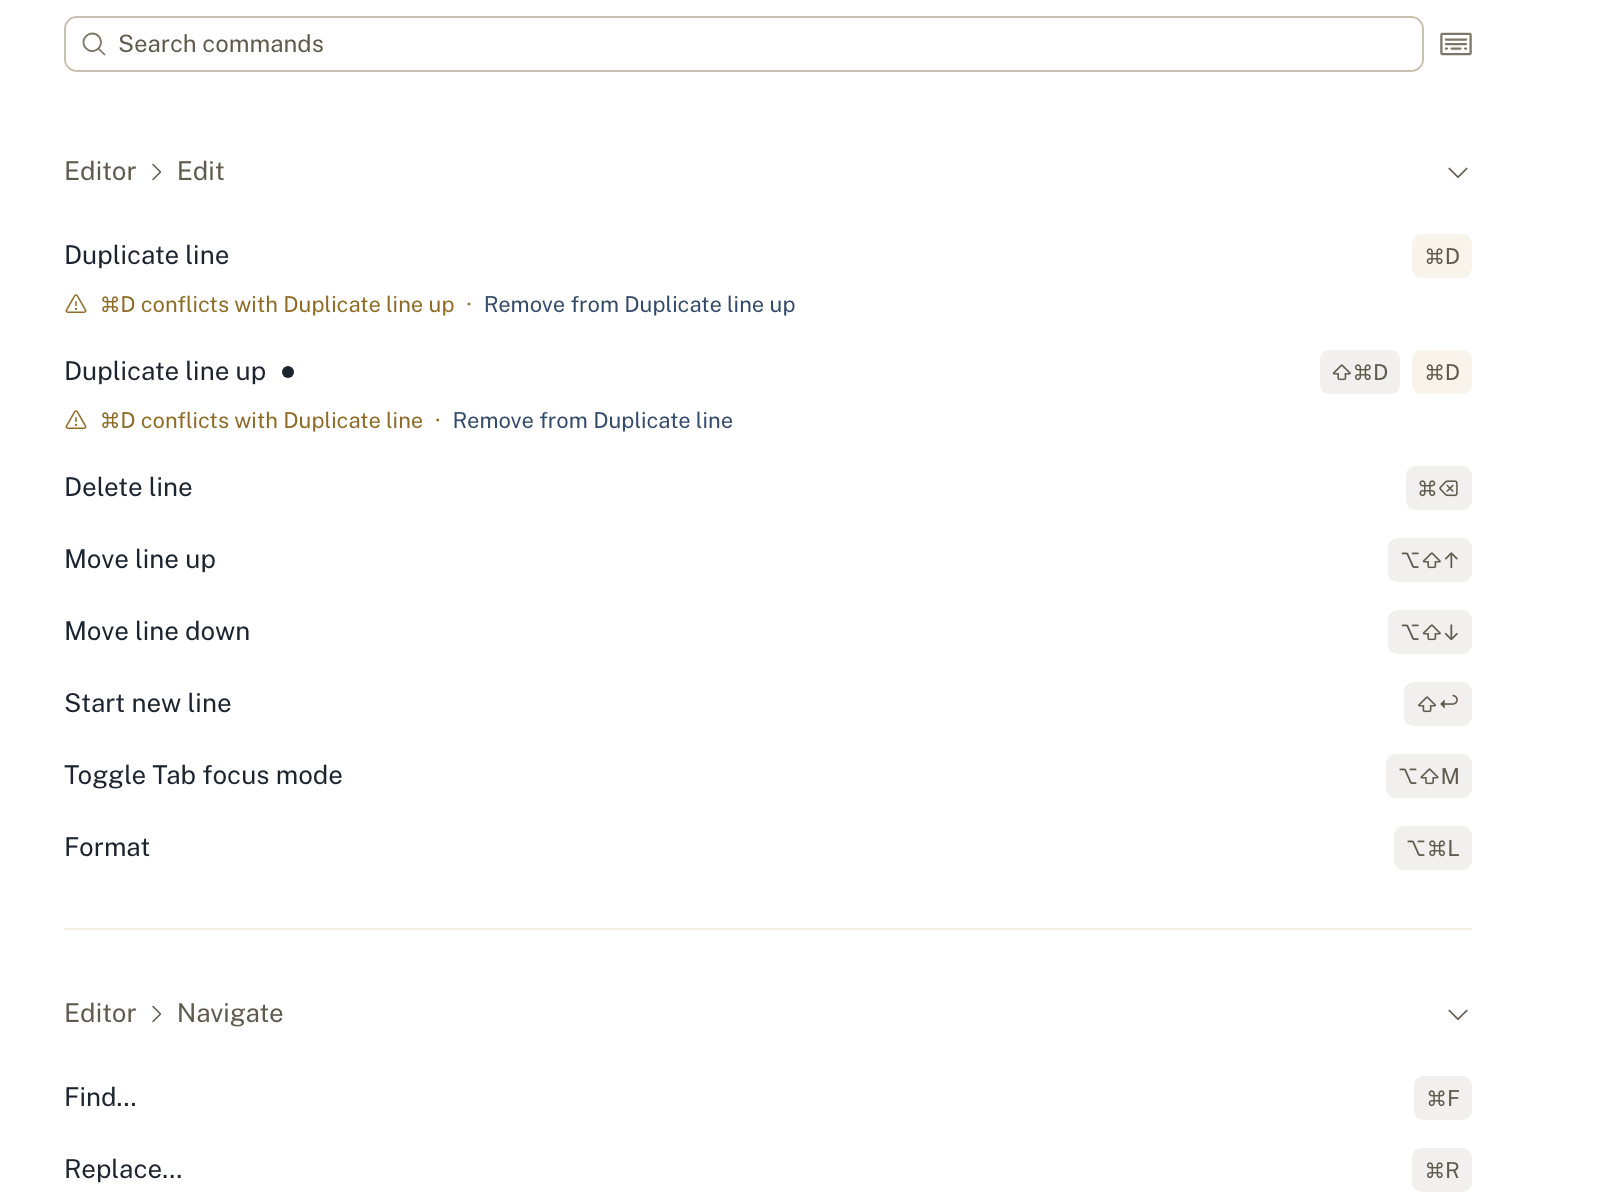 Search commands
Editor > Edit
Duplicate line ⌘D
⌘D conflicts with Duplicate line up · Remove from Duplicate line up
Duplicate line up ● ⇧⌘D ⌘D
⌘D conflicts with Duplicate line · Remove from Duplicate line
Delete line ⌘⌫
Move line up ⌥⇧↑
Move line down ⌥⇧↓
Start new line ⇧↩
Toggle Tab focus mode ⌥⇧M
Format ⌥⌘L
Editor > Navigate
Find... ⌘F
Replace... ⌘R